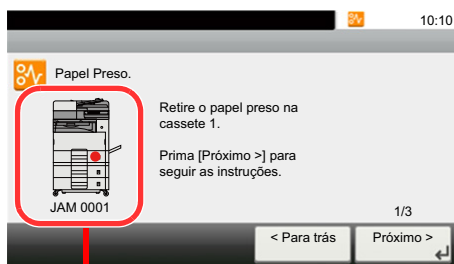 10:10
Papel Preso.
Retire o papel preso na
cassete 1.
Prima [Próximo >] para
seguir as instruções.
JAM 0001
1/3
< Para trás
Próximo >